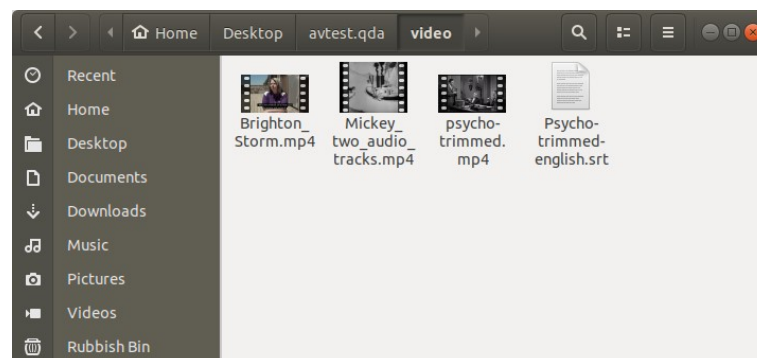 Home Desktop avtest.qda video
Recent
Home
Desktop
Documents
Downloads
Music
Pictures
Videos
Rubbish Bin
Brighton_
Storm.mp4
Mickey_
two_audio_
tracks.mp4
psycho-
trimmed.
mp4
Psycho-
trimmed-
english.srt